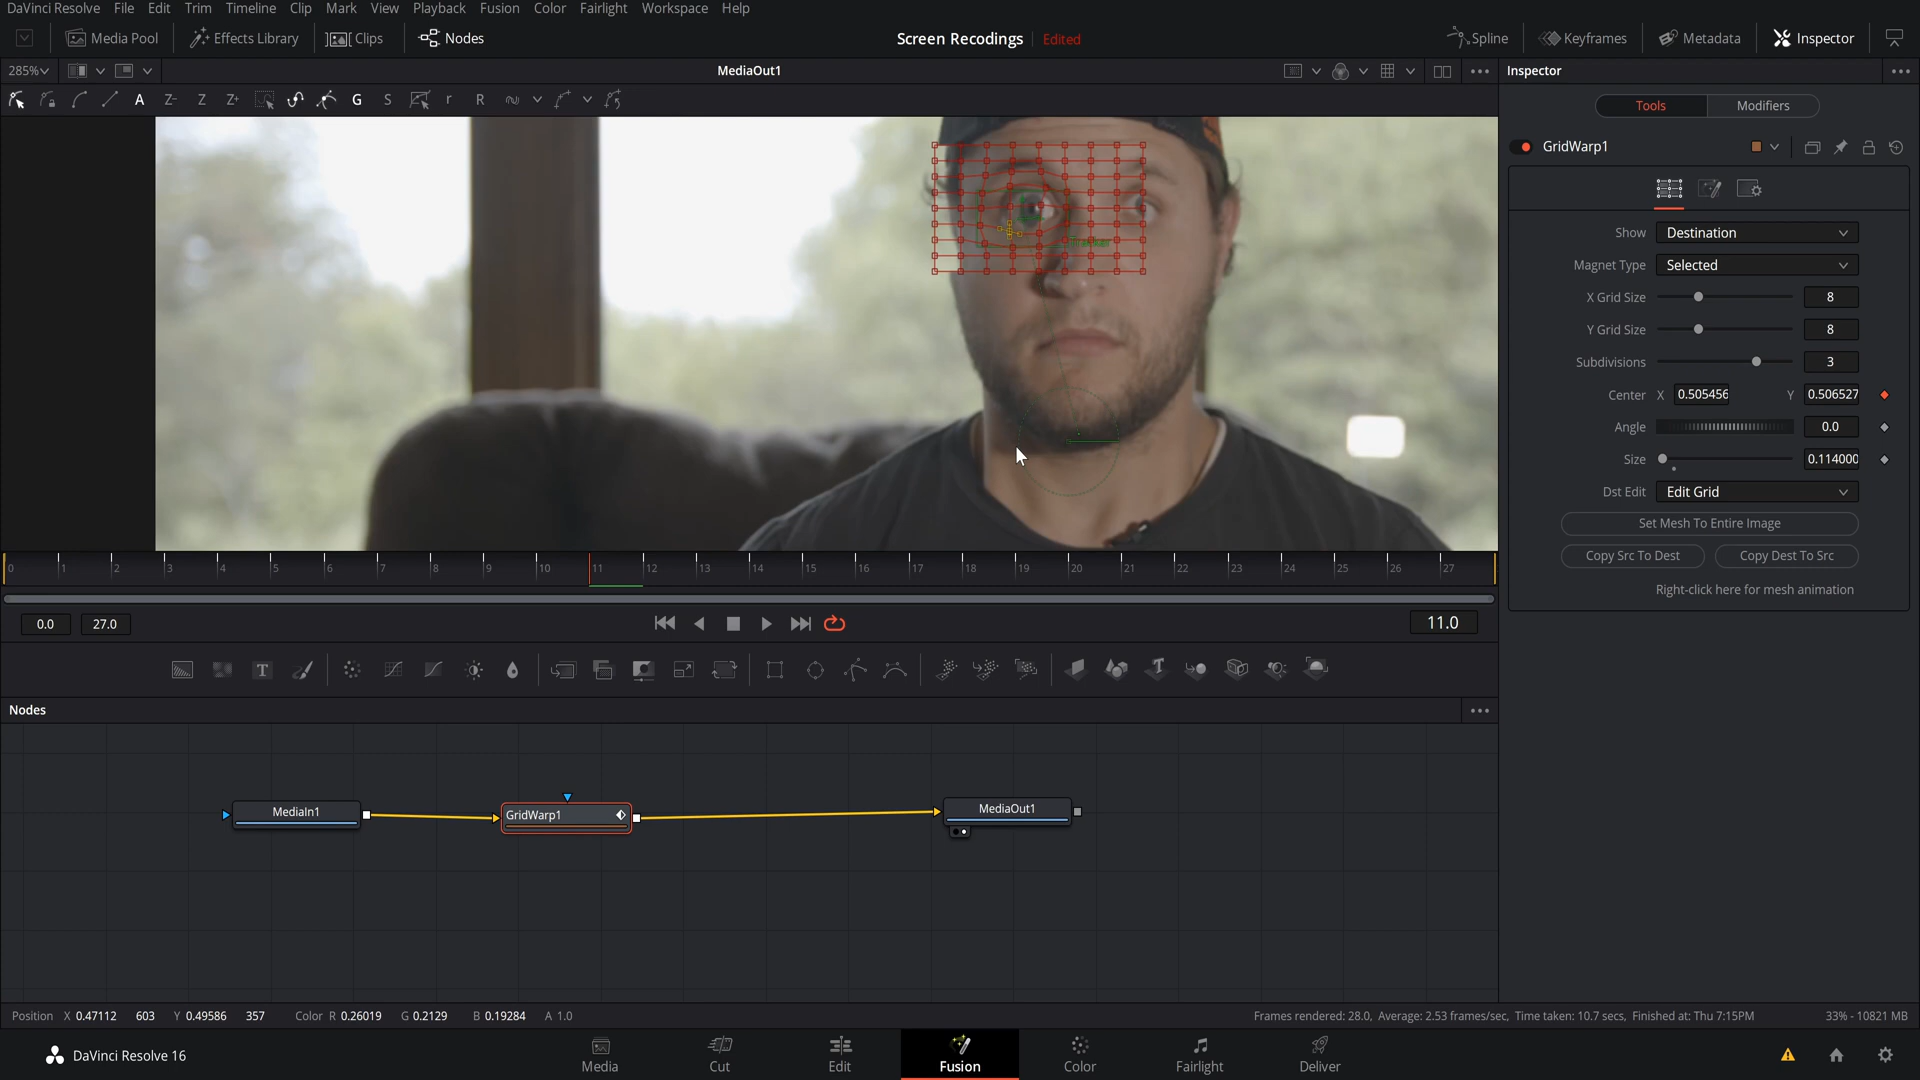 DaVinci Resolve File Edit Trim Timeline Clip Mark View Playback Fusion Color Fairlight Workspace Help
Media Pool Effects Library Clips Nodes Screen Recodings Edited Spline Keyframes Metadata Inspector
285% MediaOut1 Inspector
A Z- Z Z+ G S r R
Tools Modifiers
GridWarp1
Show Destination
Magnet Type Selected
X Grid Size 8
Y Grid Size 8
Subdivisions 3
Center X 0.505456 Y 0.506527
Angle 0.0
Size 0.114000
Dst Edit Edit Grid
Set Mesh To Entire Image
Copy Src To Dest Copy Dest To Src
Right-click here for mesh animation
0 1 2 3 4 5 6 7 8 9 10 11 12 13 14 15 16 17 18 19 20 21 22 23 24 25 26 27
0.0 27.0 11.0
T
Nodes
MediaIn1
GridWarp1
MediaOut1
Position X 0.47112 603 Y 0.49586 357 Color R 0.26019 G 0.2129 B 0.19284 A 1.0 Frames rendered: 28.0, Average: 2.53 frames/sec, Time taken: 10.7 secs, Finished at: Thu 7:15PM 33% - 10821 MB
DaVinci Resolve 16
Media Cut Edit Fusion Color Fairlight Deliver